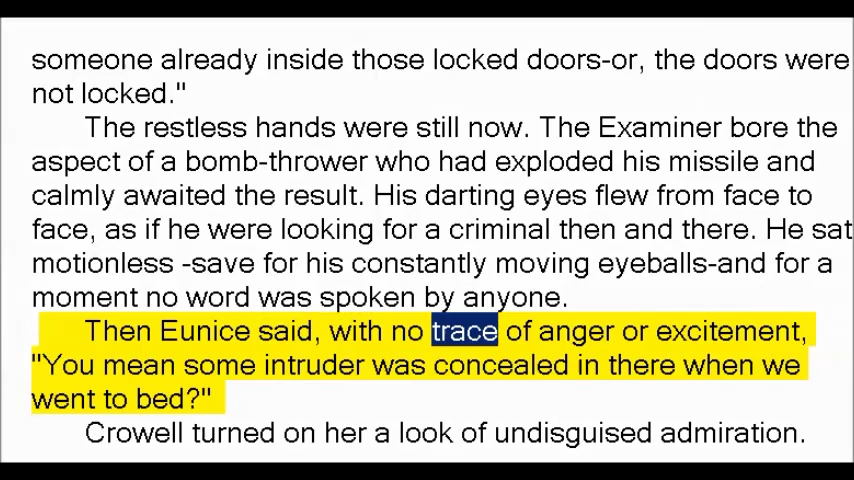 someone already inside those locked doors-or, the doors were
not locked."
The restless hands were still now. The Examiner bore the
aspect of a bomb-thrower who had exploded his missile and
calmly awaited the result. His darting eyes flew from face to
face, as if he were looking for a criminal then and there. He sat
motionless -save for his constantly moving eyeballs-and for a
moment no word was spoken by anyone.
Then Eunice said, with no trace of anger or excitement,
"You mean some intruder was concealed in there when we
went to bed?"
Crowell turned on her a look of undisguised admiration.